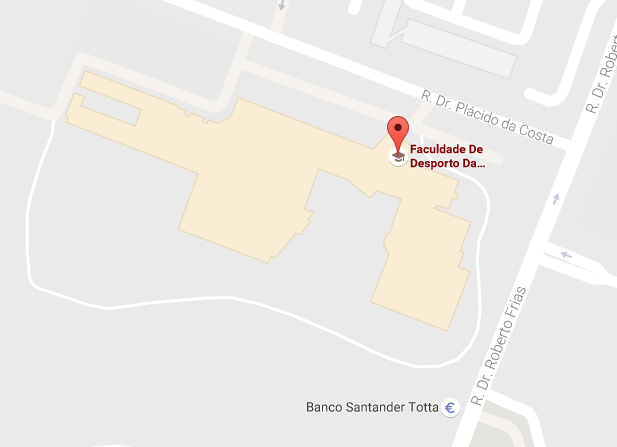 R. Dr. Robert
R. Dr. Plácido da Costa
Faculdade De
Desporto Da...
R. Dr. Roberto Frias
Banco Santander Totta €